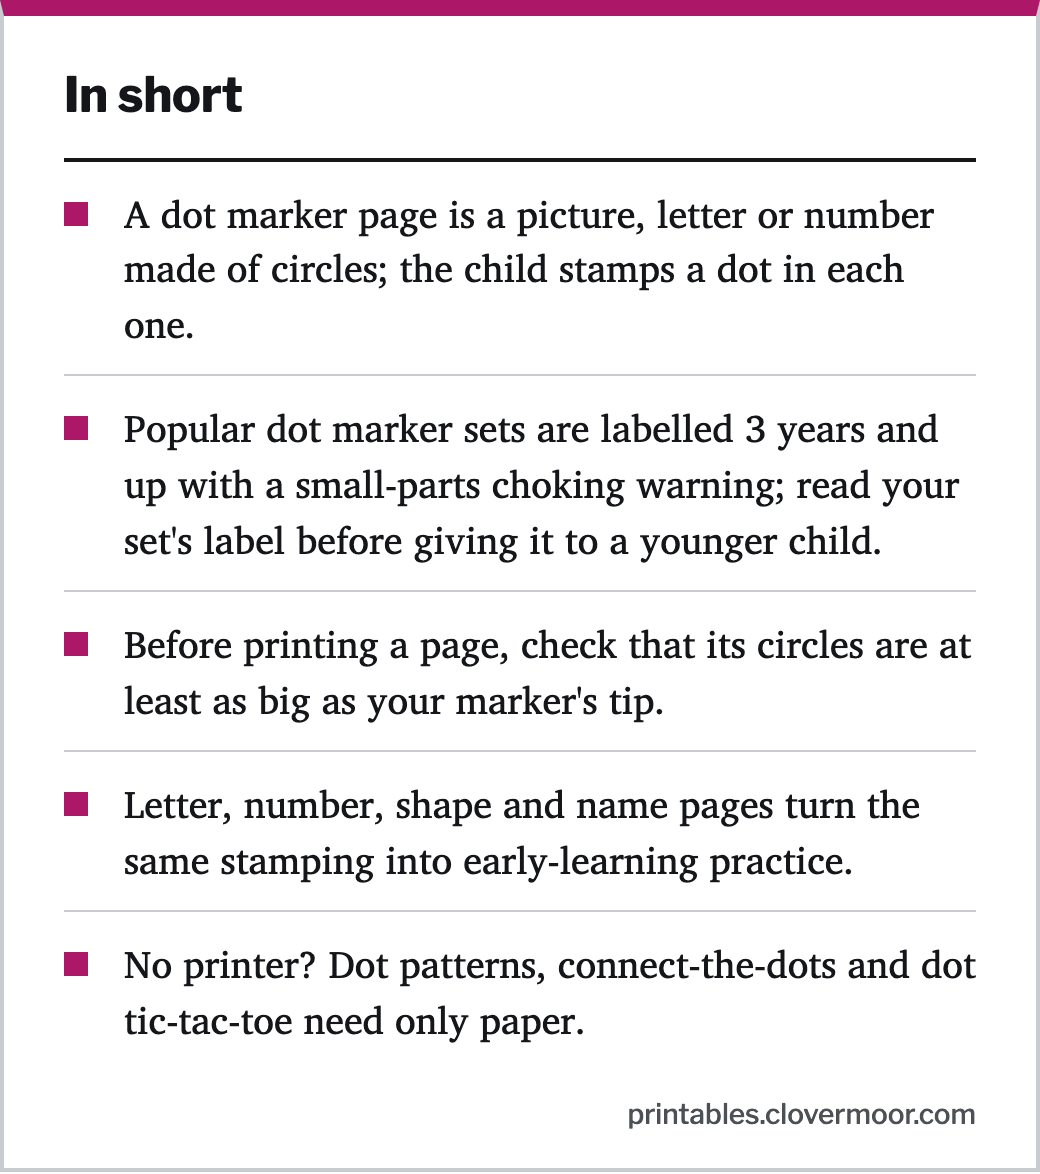 In short
A dot marker page is a picture, letter or number
made of circles; the child stamps a dot in each
one.
Popular dot marker sets are labelled 3 years and
up with a small-parts choking warning; read your
set's label before giving it to a younger child.
Before printing a page, check that its circles are at
least as big as your marker's tip.
Letter, number, shape and name pages turn the
same stamping into early-learning practice.
No printer? Dot patterns, connect-the-dots and dot
tic-tac-toe need only paper.
printables.clovermoor.com